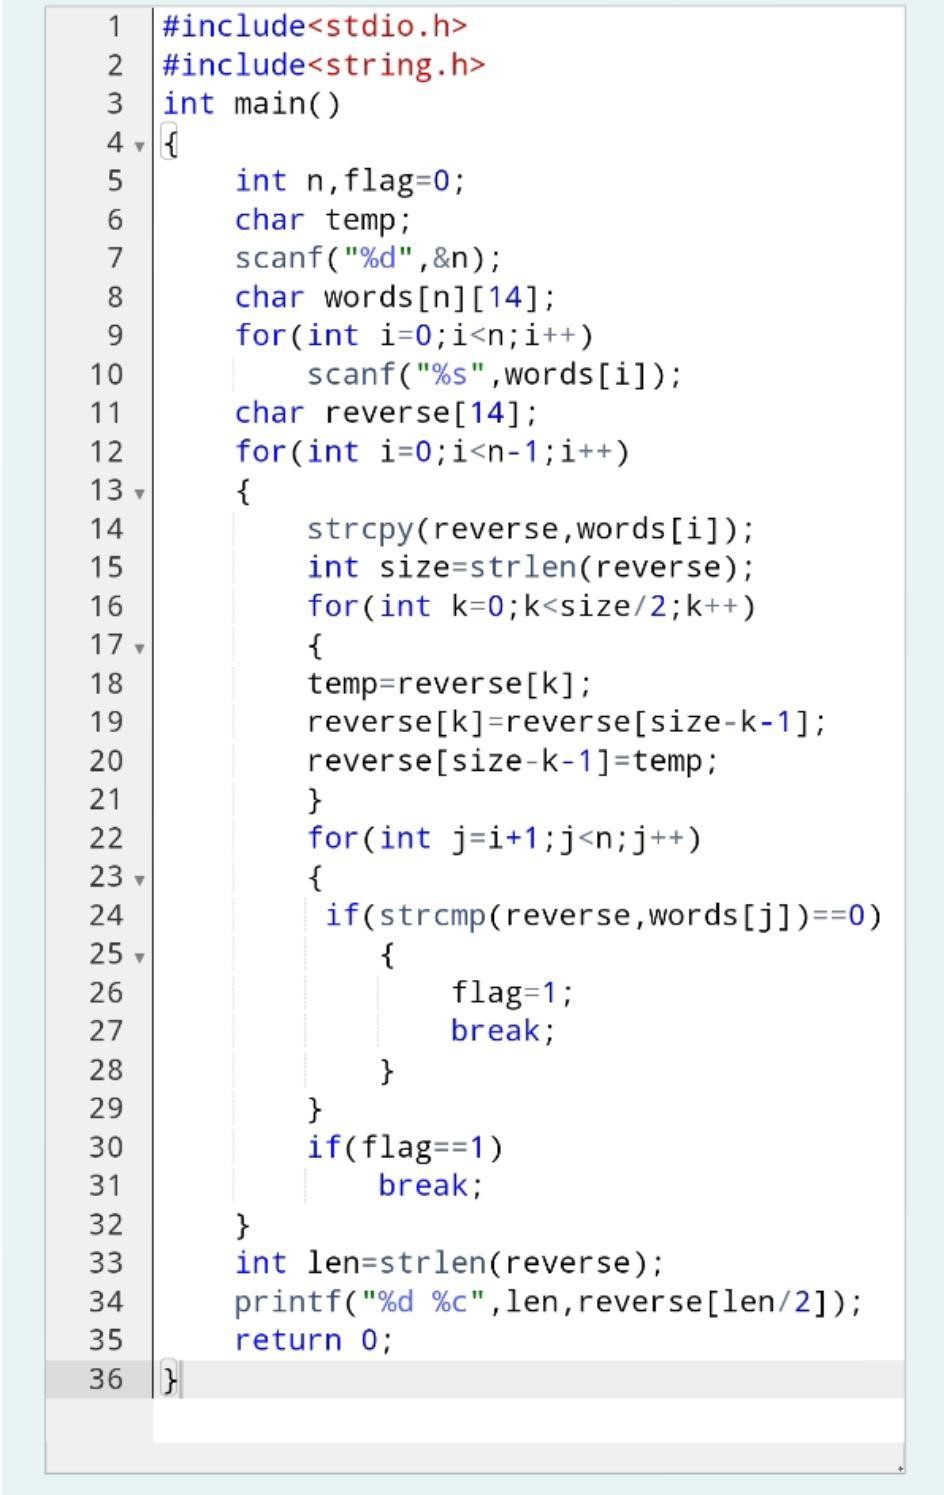 1 #include<stdio.h>
2 #include<string.h>
3 int main()
4 {
5 int n,flag=0;
6 char temp;
7 scanf("%d",&n);
8 char words[n][14];
9 for(int i=0;i<n;i++)
10 scanf("%s",words[i]);
11 char reverse[14];
12 for(int i=0;i<n-1;i++)
13 {
14 strcpy(reverse,words[i]);
15 int size=strlen(reverse);
16 for(int k=0;k<size/2;k++)
17 {
18 temp=reverse[k];
19 reverse[k]=reverse[size-k-1];
20 reverse[size-k-1]=temp;
21 }
22 for(int j=i+1;j<n;j++)
23 {
24 if(strcmp(reverse,words[j])==0)
25 {
26 flag=1;
27 break;
28 }
29 }
30 if(flag==1)
31 break;
32 }
33 int len=strlen(reverse);
34 printf("%d %c",len,reverse[len/2]);
35 return 0;
36 }